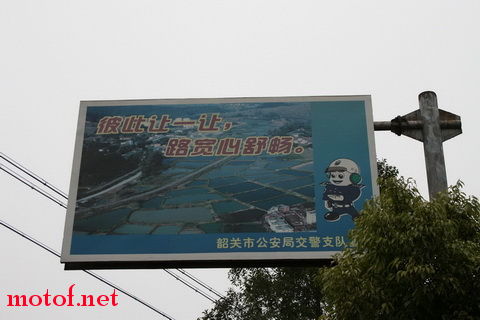 彼此让一让，
路宽心舒畅。
韶关市公安局交警支队
motof.net